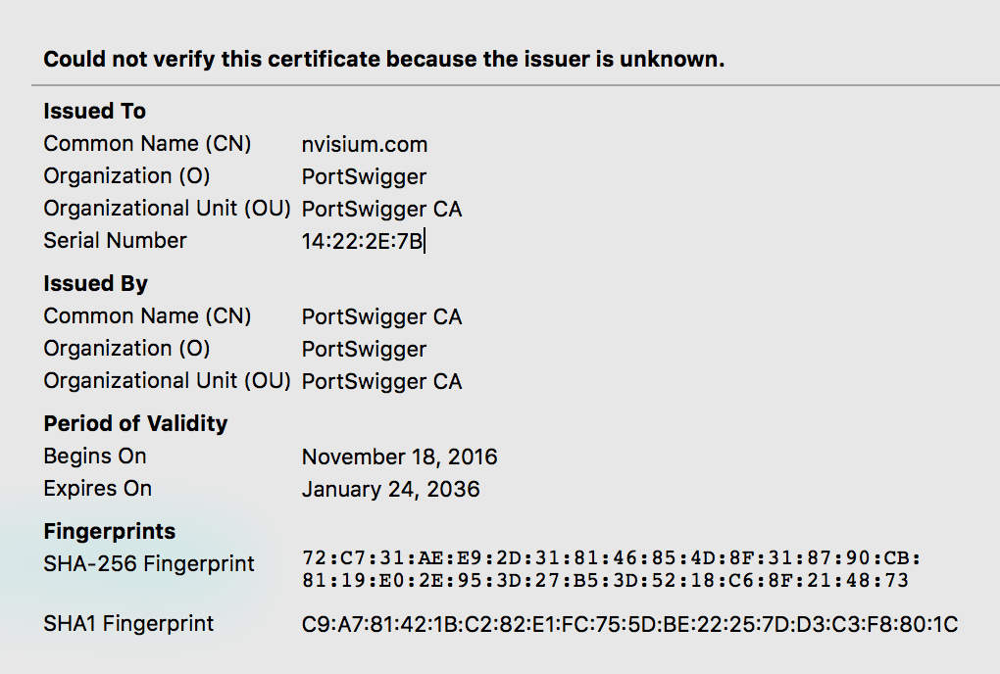 Could not verify this certificate because the issuer is unknown.
Issued To
Common Name (CN) nvisium.com
Organization (O) PortSwigger
Organizational Unit (OU) PortSwigger CA
Serial Number 14:22:2E:7B
Issued By
Common Name (CN) PortSwigger CA
Organization (O) PortSwigger
Organizational Unit (OU) PortSwigger CA
Period of Validity
Begins On November 18, 2016
Expires On January 24, 2036
Fingerprints
SHA-256 Fingerprint 72:C7:31:AE:E9:2D:31:81:46:85:4D:8F:31:87:90:CB:
81:19:E0:2E:95:3D:27:B5:3D:52:18:C6:8F:21:48:73
SHA1 Fingerprint C9:A7:81:42:1B:C2:82:E1:FC:75:5D:BE:22:25:7D:D3:C3:F8:80:1C